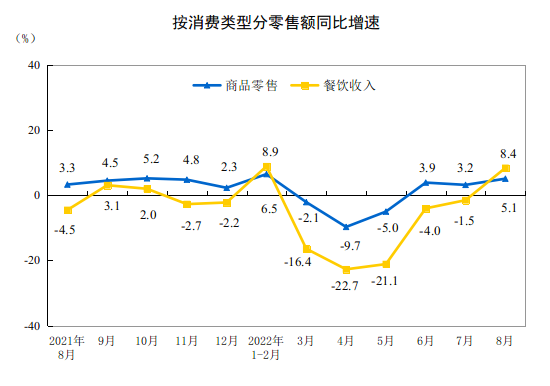 按消费类型分零售额同比增速
（%）
40
商品零售 餐饮收入
20
3.3 4.5 5.2 4.8 2.3 8.9 3.9 3.2 8.4
0
-4.5 3.1 2.0 -2.7 -2.2 6.5 -2.1 -9.7 -5.0 -4.0 -1.5 5.1
-16.4 -22.7 -21.1
-20
-40
2021年 9月 10月 11月 12月 2022年 3月 4月 5月 6月 7月 8月
8月 1-2月